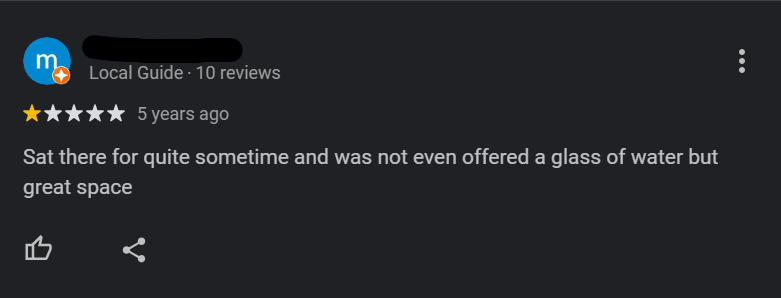 m
Local Guide · 10 reviews
5 years ago
Sat there for quite sometime and was not even offered a glass of water but
great space